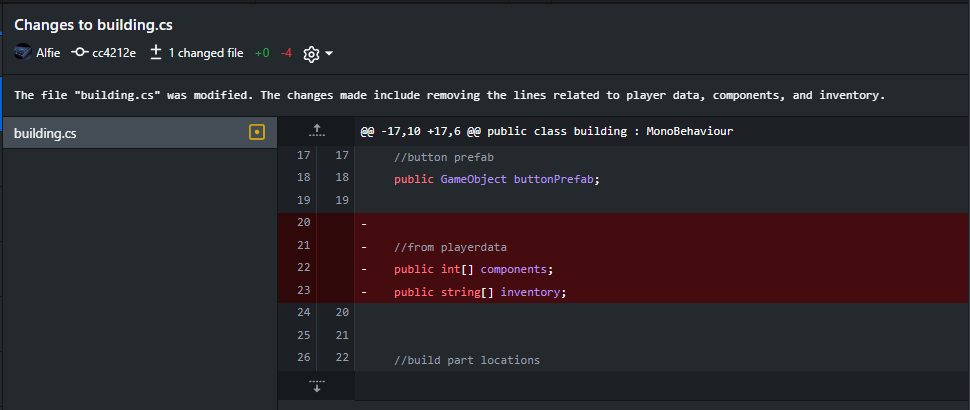 Changes to building.cs
Alfie cc4212e 1 changed file +0 -4
The file "building.cs" was modified. The changes made include removing the lines related to player data, components, and inventory.
building.cs
@@ -17,10 +17,6 @@ public class building : MonoBehaviour
17 17 //button prefab
18 18 public GameObject buttonPrefab;
19 19
20 -
21 - //from playerdata
22 - public int[] components;
23 - public string[] inventory;
24 20
25 21
26 22 //build part locations